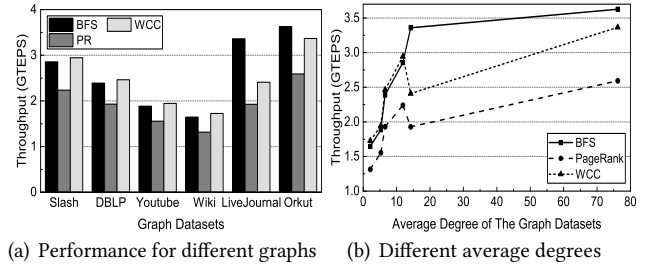 Throughput (GTEPS)
4
3
2
1
0
BFS
WCC
PR
Slash
DBLP
Youtube
Wiki
LiveJournal
Orkut
Graph Datasets
(a) Performance for different graphs
Throughput (GTEPS)
3.5
3.0
2.5
2.0
1.5
1.0
BFS
PageRank
WCC
0
10
20
30
40
50
60
70
80
Average Degree of The Graph Datasets
(b) Different average degrees